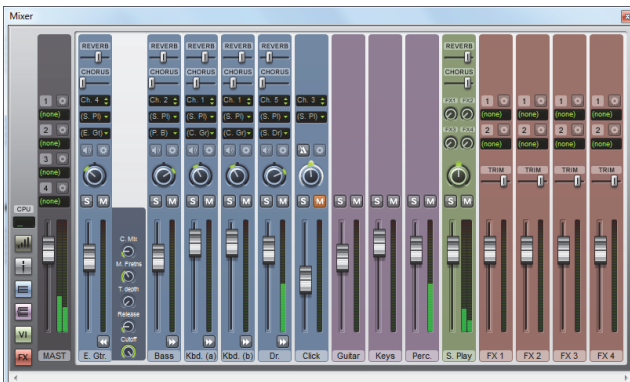 Mixer
REVERB REVERB REVERB REVERB REVERB REVERB
CHORUS CHORUS CHORUS CHORUS CHORUS CHORUS
1 Ch. 4 Ch. 2 Ch. 1 Ch. 1 Ch. 5 Ch. 3 FX1 FX2 1 1 1 1
(none) (S. Pl) (S. Pl) (S. Pl) (S. Pl) (S. Pl) (S. Pl) (none) (none) (none) (none)
2 (E. Gt) (P. B) (C. Gr) (C. Gr) (S. Dr) FX3 FX4 2 2 2 2
(none) (none) (none) (none) (none)
3
(none)
4
(none)
TRIM TRIM TRIM TRIM
S M S M S M S M S M S M S M S M S M S M
CPU
C. Mix
M. Fretns
T. depth
Release
Cutoff
VI
FX
MAST E. Gtr. Bass Kbd. (a) Kbd. (b) Dr. Click Guitar Keys Perc. S. Play FX 1 FX 2 FX 3 FX 4